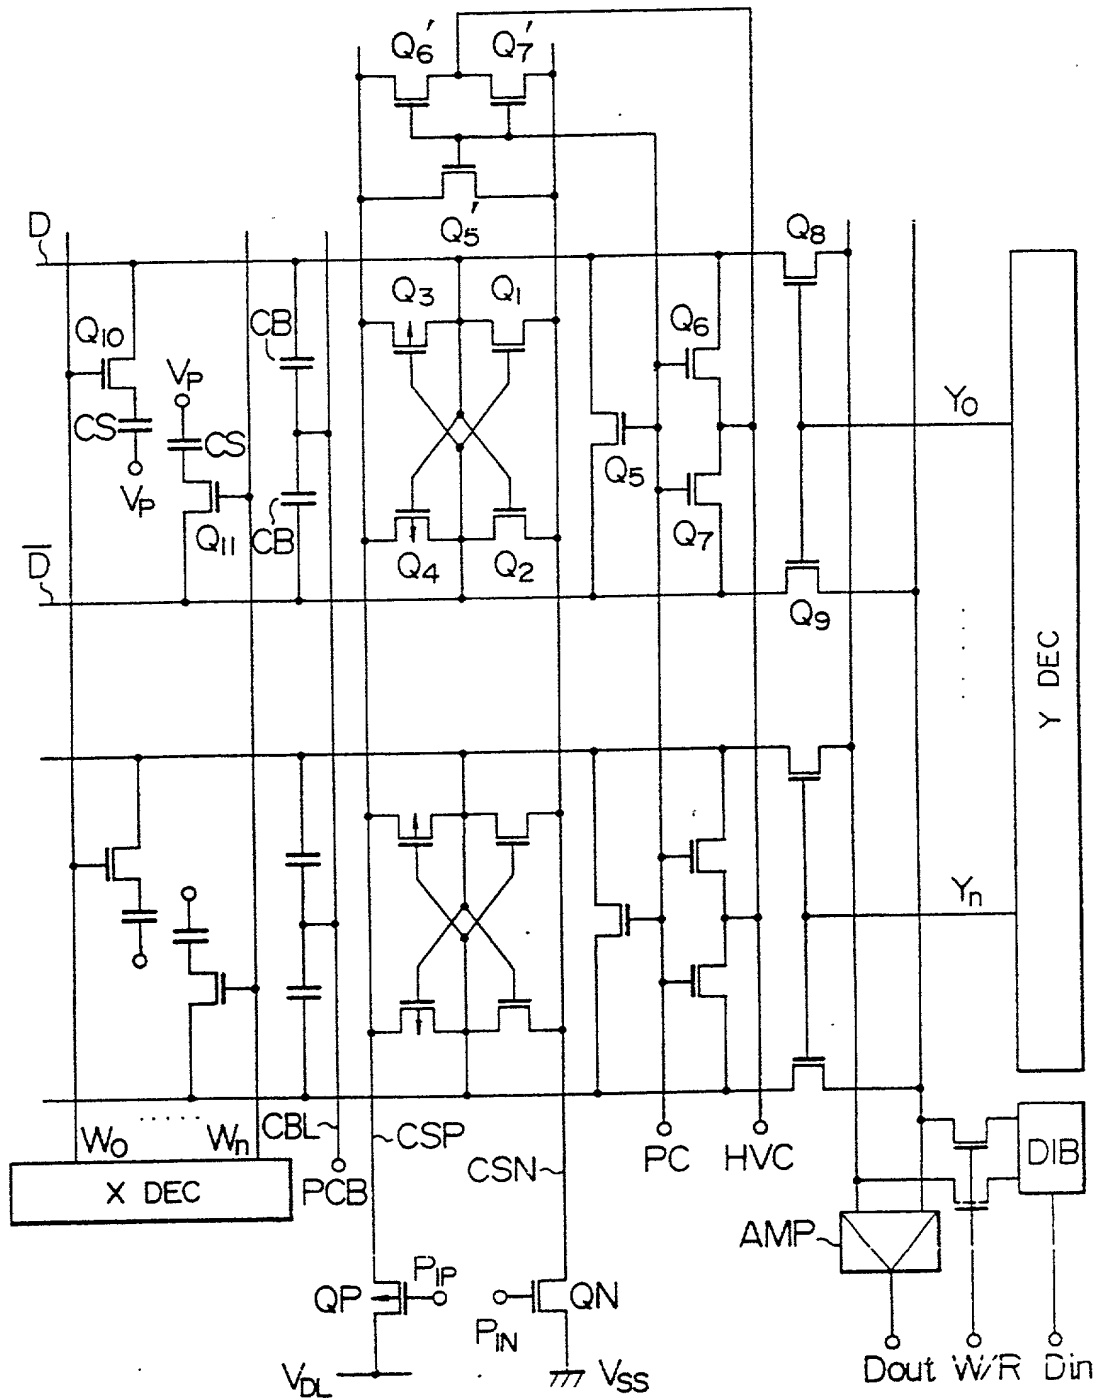 Q6' Q7'
Q5'
D
Q8
Q3 Q1
Q10
CB
Q6
VP
CS
CS
Y0
VP
Q5
Q11
CB
Q7
D̅
Q4 Q2
Q9
Y DEC
Yn
W0 Wn
CBL
CSP
PC HVC
DIB
X DEC
PCB
CSN
AMP
PIP
QP
QN
PIN
VDL
VSS
Dout W/R Din